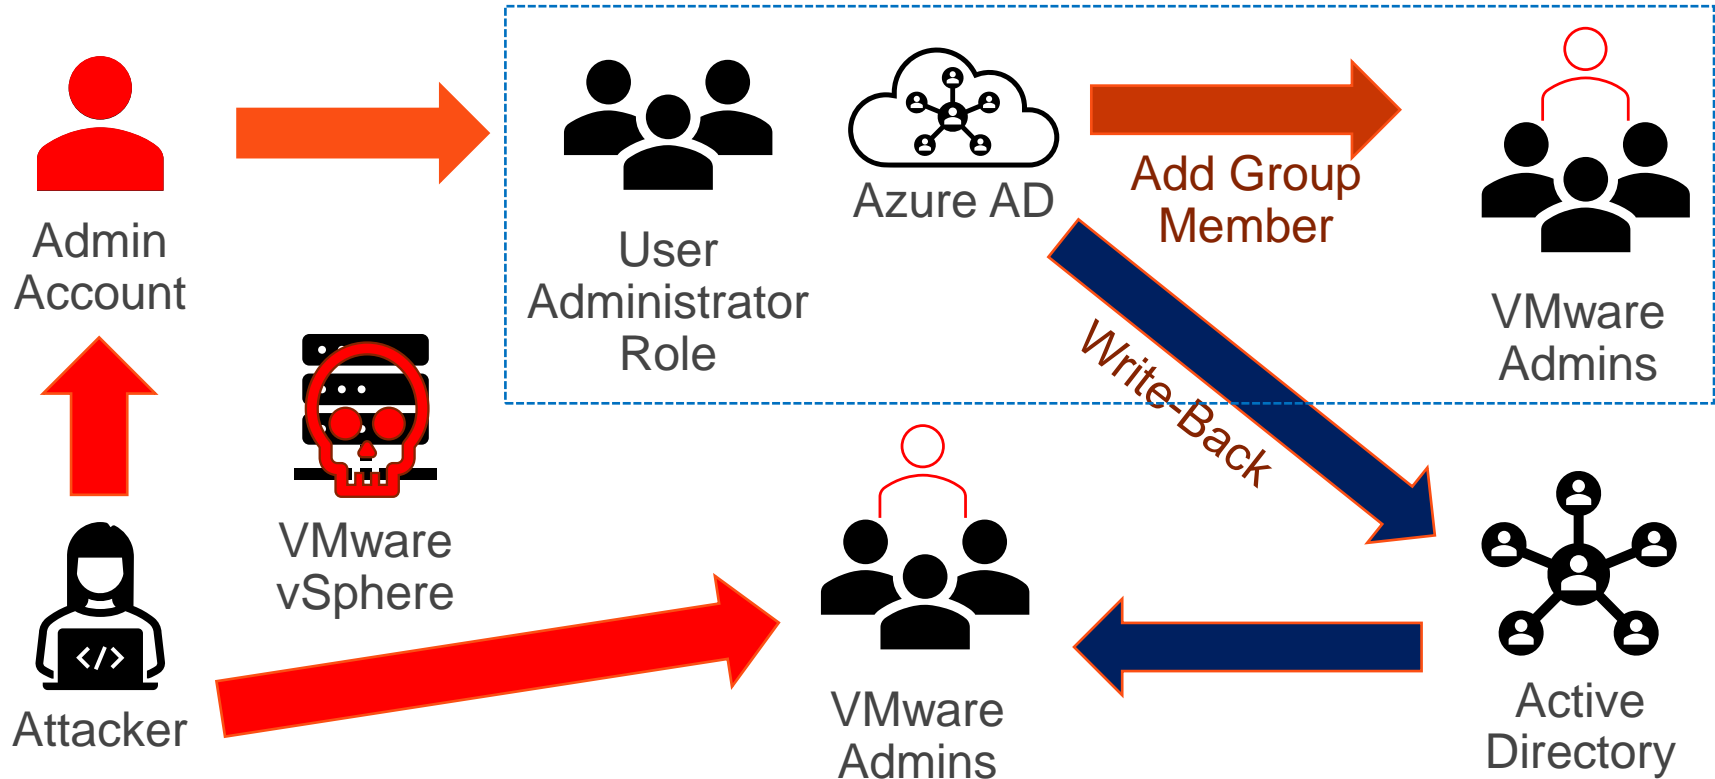 Admin
Account
User
Administrator
Role
Azure AD
Add Group
Member
VMware
Admins
Write-Back
VMware
vSphere
</>
Attacker
VMware
Admins
Active
Directory